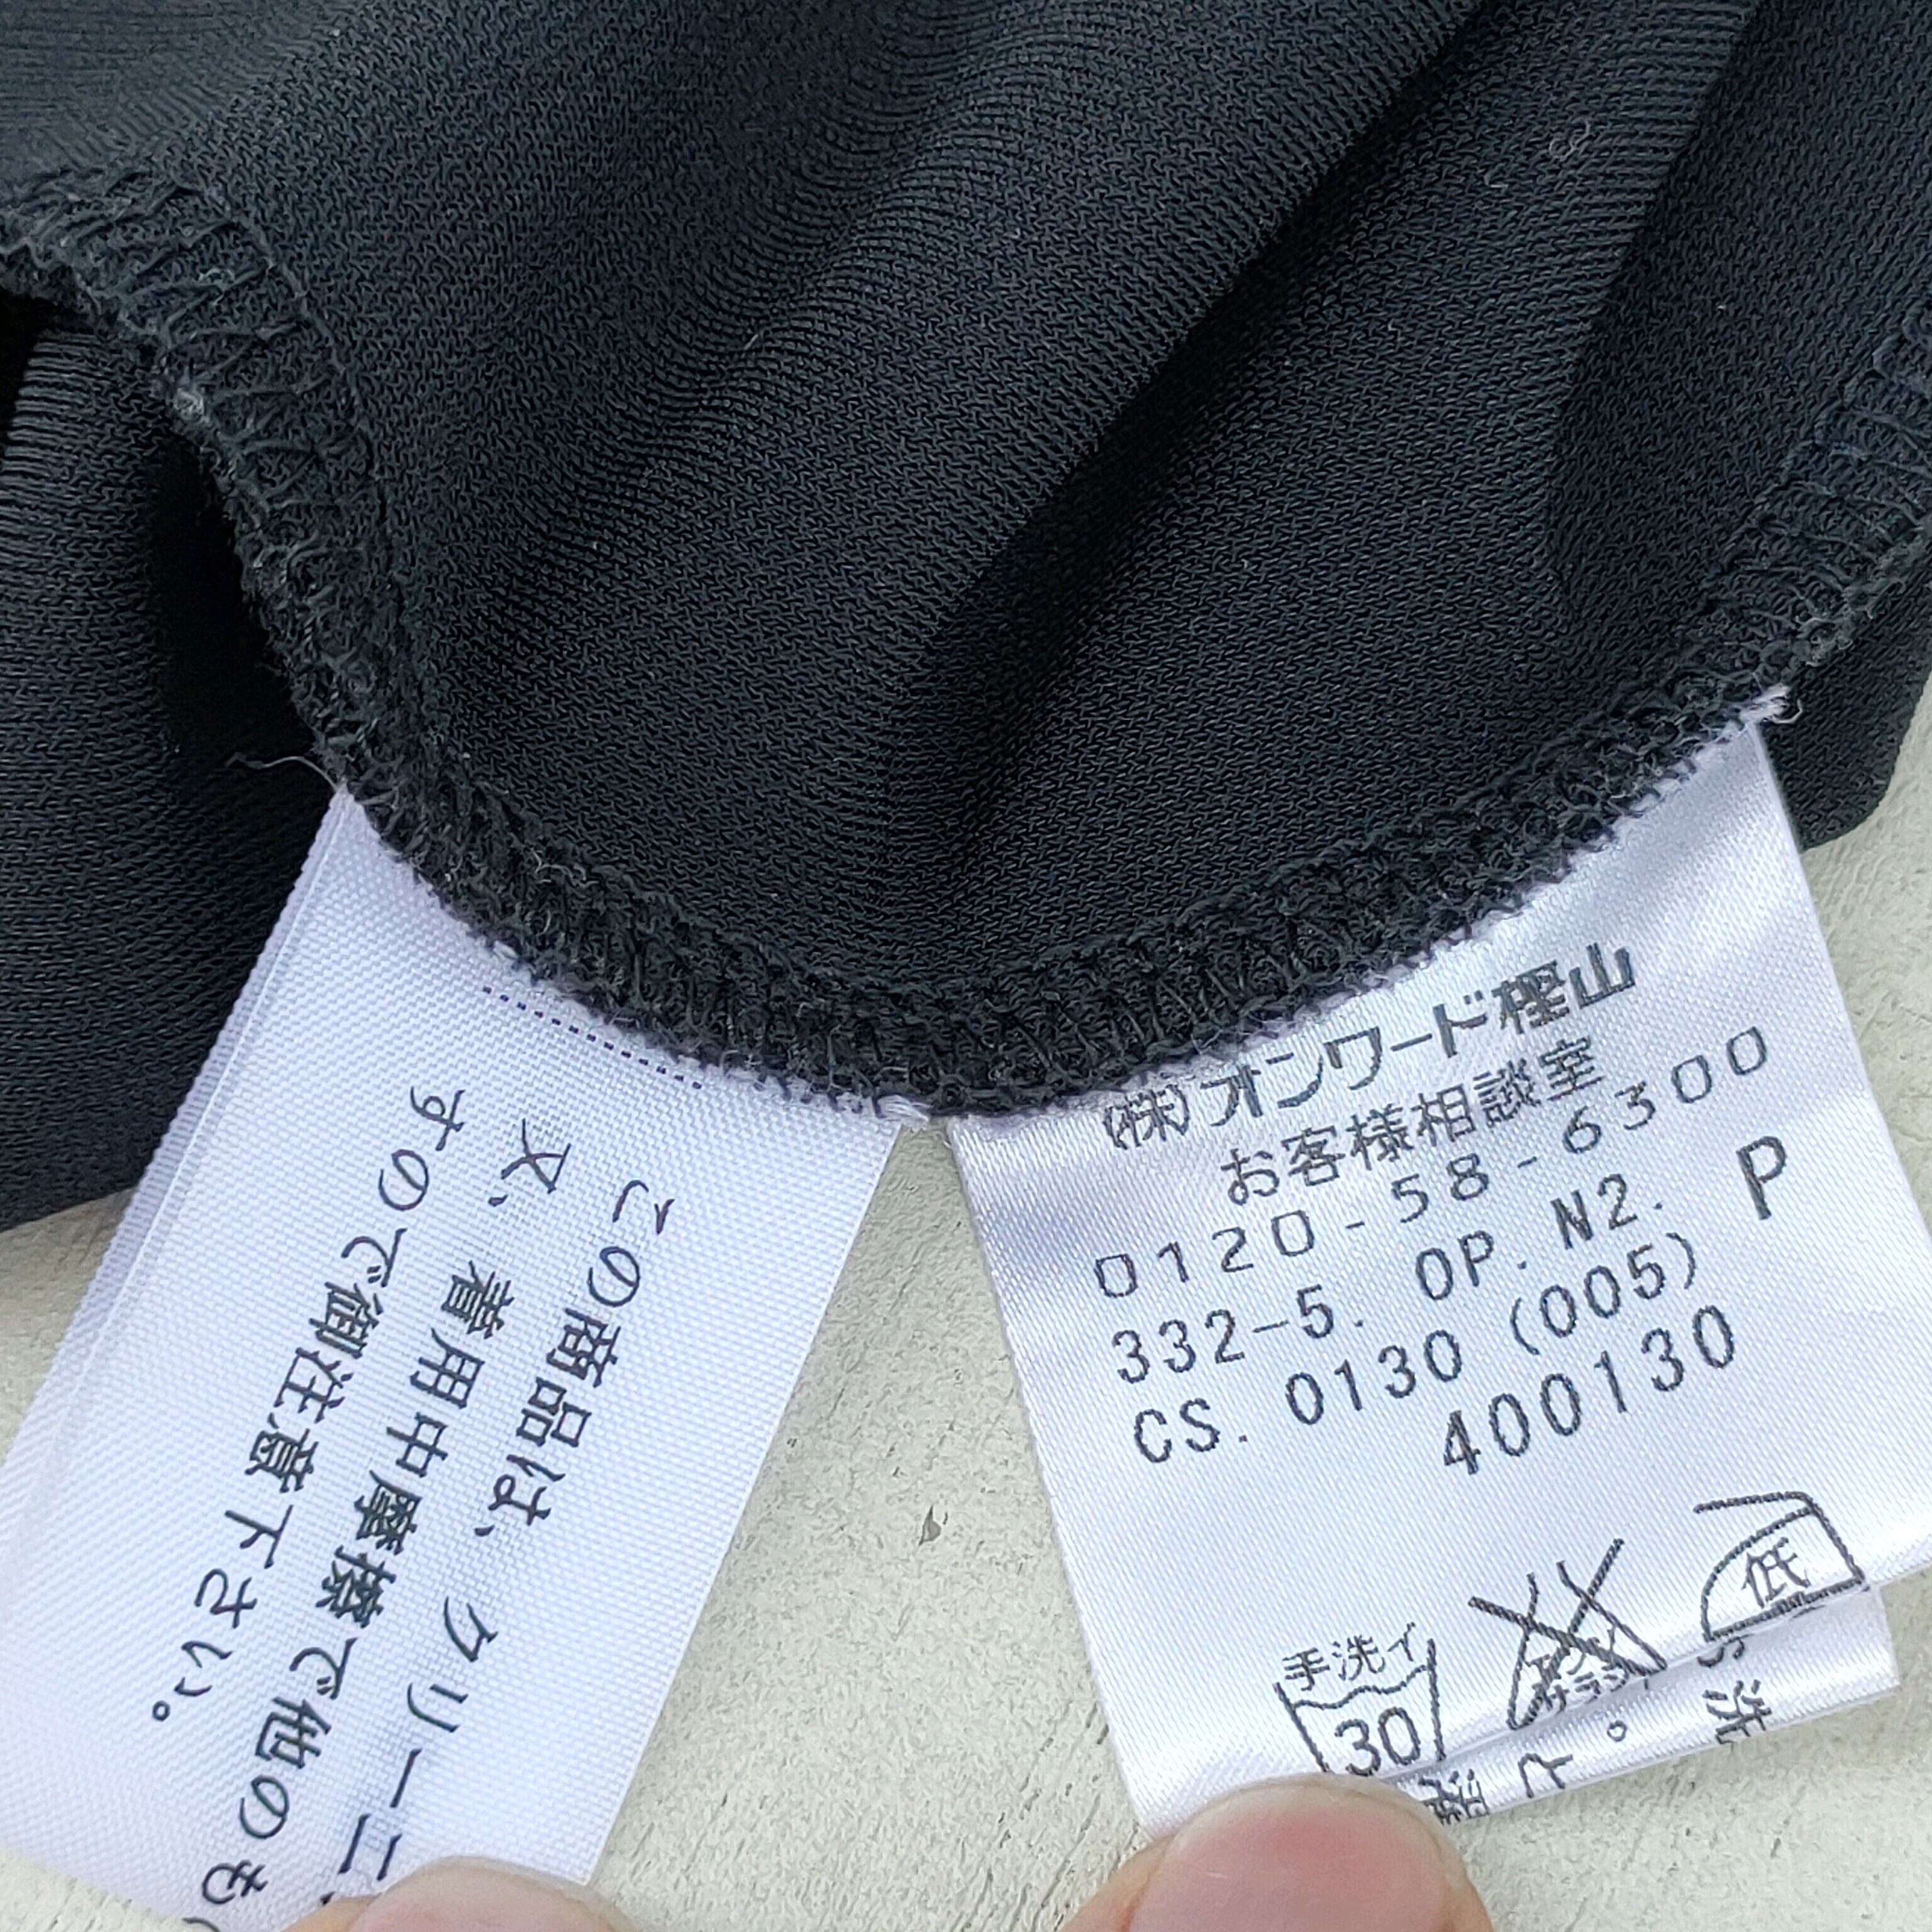 この商品は、クリーニ
又、着用中摩擦で他のも
すので御注意下さい。
(株)オンワード樫山
お客様相談室
0120-58-6300
332-5. OP. N2. P
CS. 0130 (005)
400130
手洗イ
30
低
洗